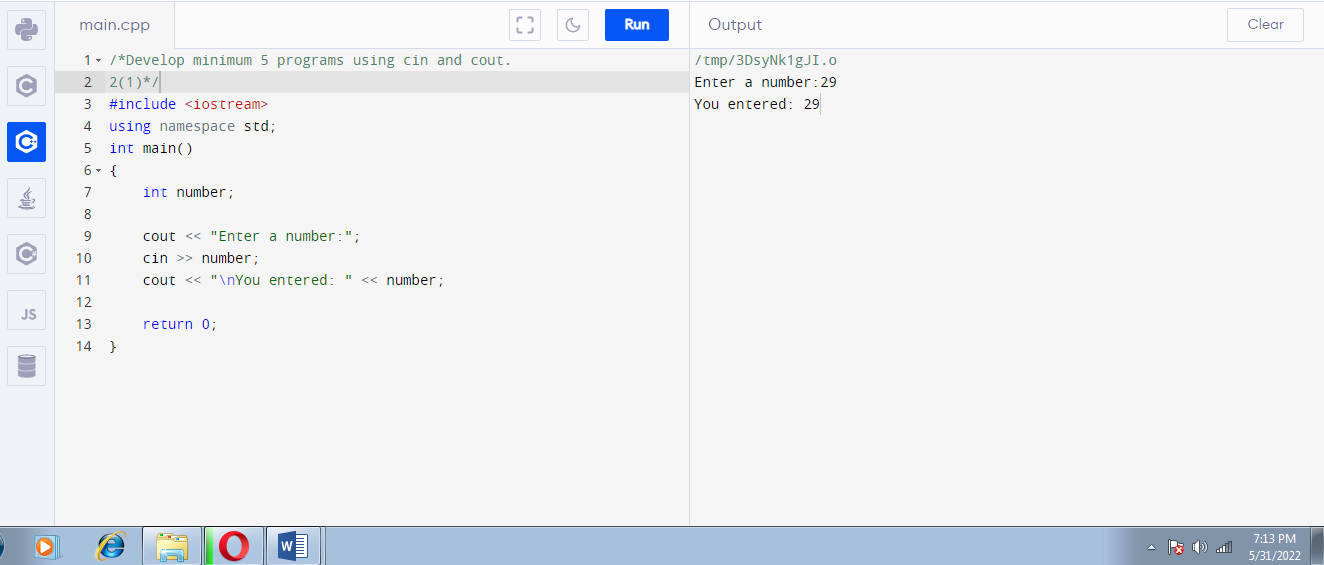 main.cpp
Run
Output
Clear
1 /*Develop minimum 5 programs using cin and cout.
2 2(1)*/
3 #include <iostream>
4 using namespace std;
5 int main()
6 {
7     int number;
8
9     cout << "Enter a number:";
10     cin >> number;
11     cout << "\nYou entered: " << number;
12
13     return 0;
14 }
/tmp/3DsyNk1gJI.o
Enter a number:29
You entered: 29
JS
7:13 PM
5/31/2022